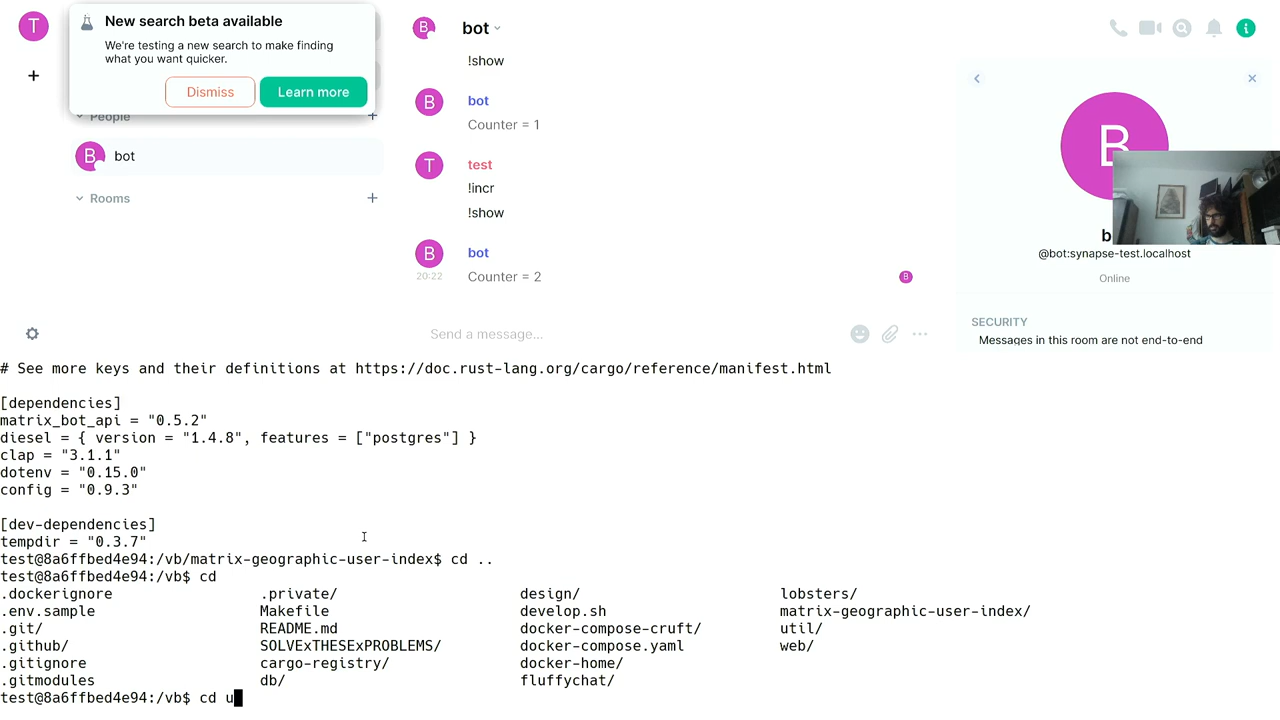 T
New search beta available
We're testing a new search to make finding
what you want quicker.
Dismiss
Learn more
+
People
+
B
bot
Rooms
+
B
bot
!show
B
bot
Counter = 1
T
test
!incr
!show
B
bot
20:22
Counter = 2
B
Send a message...
B
b
@bot:synapse-test.localhost
Online
SECURITY
Messages in this room are not end-to-end
# See more keys and their definitions at https://doc.rust-lang.org/cargo/reference/manifest.html
[dependencies]
matrix_bot_api = "0.5.2"
diesel = { version = "1.4.8", features = ["postgres"] }
clap = "3.1.1"
dotenv = "0.15.0"
config = "0.9.3"
[dev-dependencies]
tempdir = "0.3.7"
test@8a6ffbed4e94:/vb/matrix-geographic-user-index$ cd ..
test@8a6ffbed4e94:/vb$ cd
.dockerignore .private/ design/ lobsters/
.env.sample Makefile develop.sh matrix-geographic-user-index/
.git/ README.md docker-compose-cruft/ util/
.github/ SOLVExTHESExPROBLEMS/ docker-compose.yaml web/
.gitignore cargo-registry/ docker-home/
.gitmodules db/ fluffychat/
test@8a6ffbed4e94:/vb$ cd u